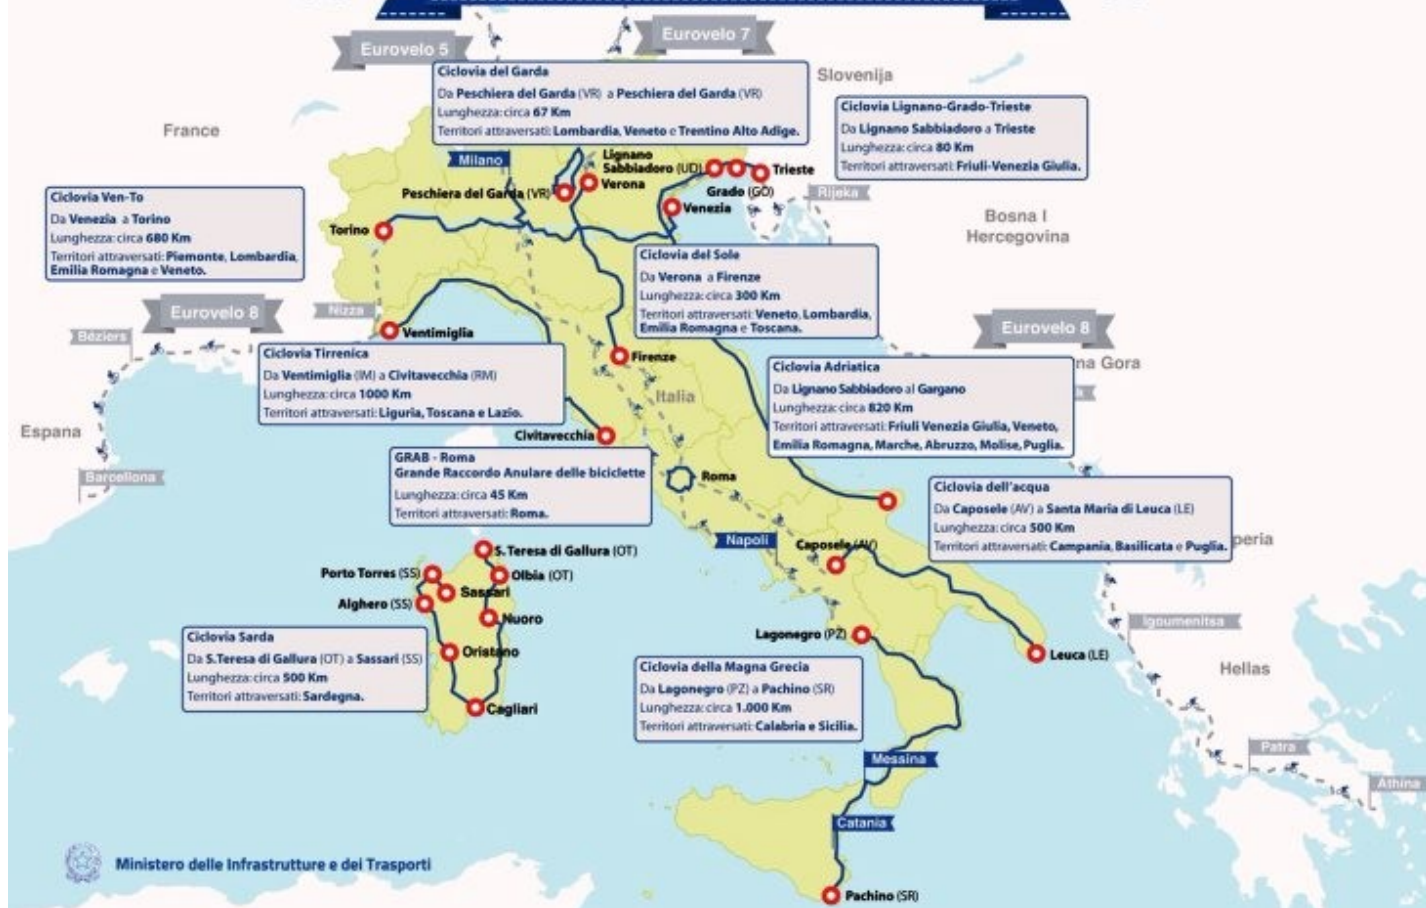 Eurovelo 5
Eurovelo 7
Slovenija
France
Ciclovia del Garda
Da Peschiera del Garda (VR) a Peschiera del Garda (VR)
Lunghezza: circa 67 Km
Territori attraversati: Lombardia, Veneto e Trentino Alto Adige.
Ciclovia Lignano-Grado-Trieste
Da Lignano Sabbiadoro a Trieste
Lunghezza: circa 80 Km
Territori attraversati: Friuli-Venezia Giulia.
Milano
Lignano
Sabbiadoro (UD)
Trieste
Verona
Peschiera del Garda (VR)
Grado (GO)
Rijeka
Venezia
Bosna I
Hercegovina
Ciclovia Ven-To
Da Venezia a Torino
Lunghezza: circa 680 Km
Territori attraversati: Piemonte, Lombardia,
Emilia Romagna e Veneto.
Torino
Ciclovia del Sole
Da Verona a Firenze
Lunghezza: circa 300 Km
Territori attraversati: Veneto, Lombardia,
Emilia Romagna e Toscana.
Eurovelo 8
Nizza
Béziers
Ventimiglia
Eurovelo 8
na Gora
Ciclovia Tirrenica
Da Ventimiglia (IM) a Civitavecchia (RM)
Lunghezza: circa 1000 Km
Territori attraversati: Liguria, Toscana e Lazio.
Firenze
Italia
Ciclovia Adriatica
Da Lignano Sabbiadoro al Gargano
Lunghezza: circa 820 Km
Territori attraversati: Friuli Venezia Giulia, Veneto,
Emilia Romagna, Marche, Abruzzo, Molise, Puglia.
Espana
Barcellona
Civitavecchia
GRAB - Roma
Grande Raccordo Anulare delle biciclette
Lunghezza: circa 45 Km
Territori attraversati: Roma.
Roma
Ciclovia dell'acqua
Da Caposele (AV) a Santa Maria di Leuca (LE)
Lunghezza: circa 500 Km
Territori attraversati: Campania, Basilicata e Puglia.
peria
Napoli
Caposele (AV)
S. Teresa di Gallura (OT)
Porto Torres (SS)
Olbia (OT)
Sassari
Alghero (SS)
Nuoro
Igoumenitsa
Ciclovia Sarda
Da S.Teresa di Gallura (OT) a Sassari (SS)
Lunghezza: circa 500 Km
Territori attraversati: Sardegna.
Oristano
Cagliari
Lagonegro (PZ)
Leuca (LE)
Hellas
Ciclovia della Magna Grecia
Da Lagonegro (PZ) a Pachino (SR)
Lunghezza: circa 1.000 Km
Territori attraversati: Calabria e Sicilia.
Patra
Messina
Athina
Catania
Ministero delle Infrastrutture e dei Trasporti
Pachino (SR)